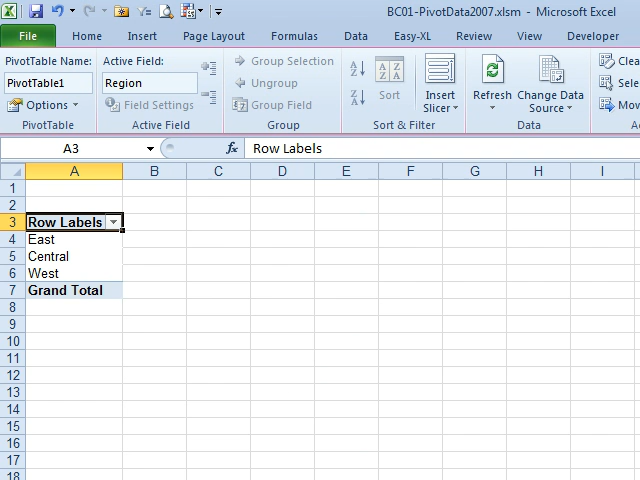 BC01-PivotData2007.xlsm - Microsoft Excel
File Home Insert Page Layout Formulas Data Easy-XL Review View Developer
PivotTable Name: Active Field: Group Selection Clea
PivotTable1 Region Ungroup Sort Insert Slicer Refresh Change Data Source Sele
Options Field Settings Group Field Mov
PivotTable Active Field Group Sort & Filter Data
A3 fx Row Labels
A B C D E F G H I
1
2
3 Row Labels
4 East
5 Central
6 West
7 Grand Total
8
9
10
11
12
13
14
15
16
17
18